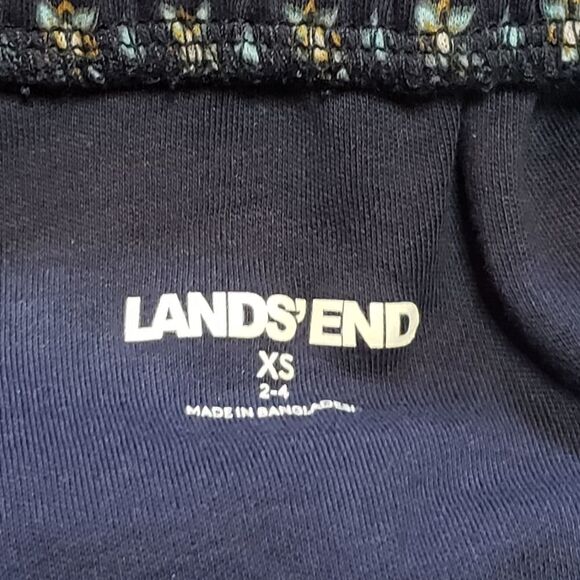 LANDS' END
XS
2-4
MADE IN BANGLADESH